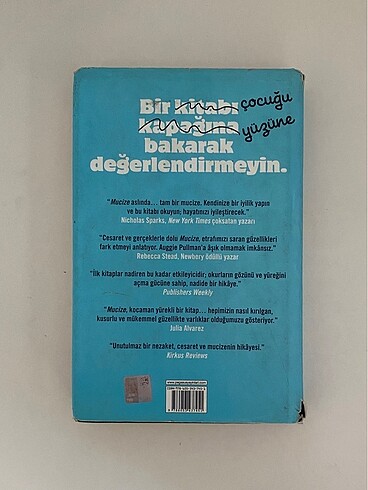 Bir kitabı çocuğu
kapağına yüzüne
bakarak
değerlendirmeyin.
"Mucize aslında... tam bir mucize. Kendinize bir iyilik yapın
ve bu kitabı okuyun; hayatınızı iyileştirecek."
Nicholas Sparks, New York Times çoksatan yazarı
"Cesaret ve gerçeklerle dolu Mucize, etrafımızı saran güzellikleri
fark etmeyi anlatıyor. Auggie Pullman'a âşık olmamak imkânsız."
Rebecca Stead, Newbery ödüllü yazar
"İlk kitaplar nadiren bu kadar etkileyicidir; okurların gözünü ve yüreğini
açma gücüne sahip, nadide bir hikâye."
Publishers Weekly
"Mucize, kocaman yürekli bir kitap... hepimizin nasıl kırılgan,
kusurlu ve mükemmel güzellikte varlıklar olduğumuzu gösteriyor."
Julia Alvarez
"Unutulmaz bir nezaket, cesaret ve mucizenin hikâyesi."
Kirkus Reviews